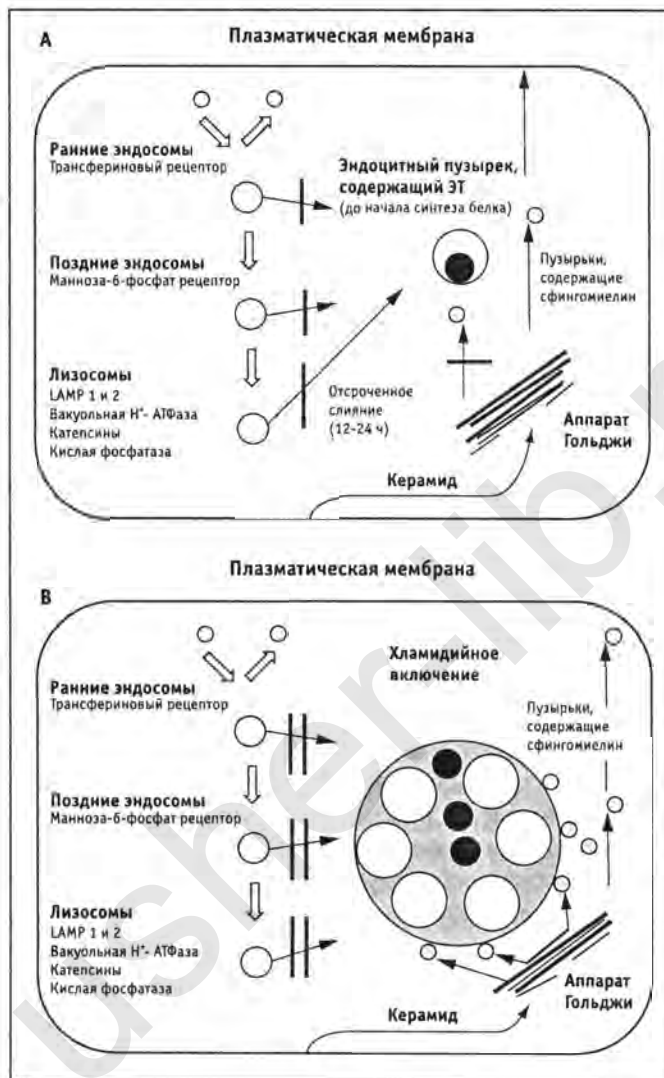 А
Плазматическая мембрана
Ранние эндосомы
Трансфериновый рецептор
Эндоцитный пузырек,
содержащий ЭТ
(до начала синтеза белка)
Поздние эндосомы
Манноза-6-фосфат рецептор
Пузырьки,
содержащие
сфингомиелин
Лизосомы
LAMP 1 и 2
Вакуольная Н⁺- АТФаза
Катепсины
Кислая фосфатаза
Отсроченное
слияние
(12-24 ч)
Аппарат
Гольджи
Керамид
Плазматическая мембрана
В
Хламидийное
включение
Ранние эндосомы
Трансфериновый рецептор
Пузырьки,
содержащие
сфингомиелин
Поздние эндосомы
Манноза-6-фосфат рецептор
Лизосомы
LAMP 1 и 2
Вакуольная Н⁺- АТФаза
Катепсины
Кислая фосфатаза
Аппарат
Гольджи
Керамид
usher-lib